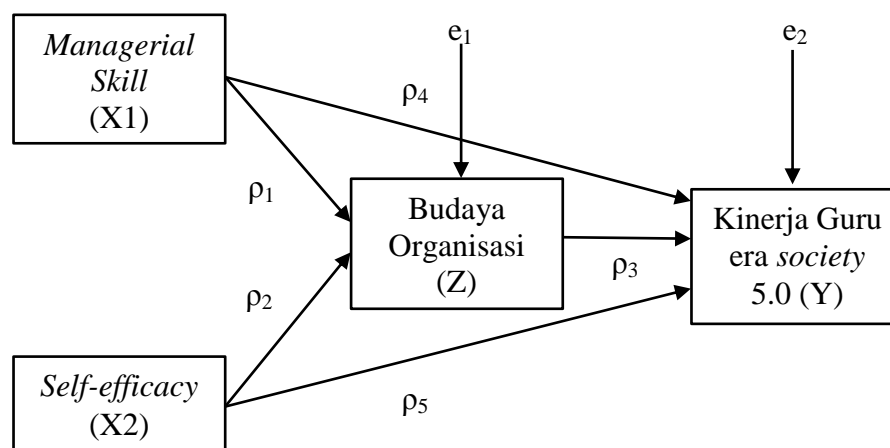 Managerial
Skill
(X1)
e₁
e₂
ρ₄
ρ₁
Budaya
Organisasi
(Z)
Kinerja Guru
era society
5.0 (Y)
ρ₃
ρ₂
Self-efficacy
(X2)
ρ₅